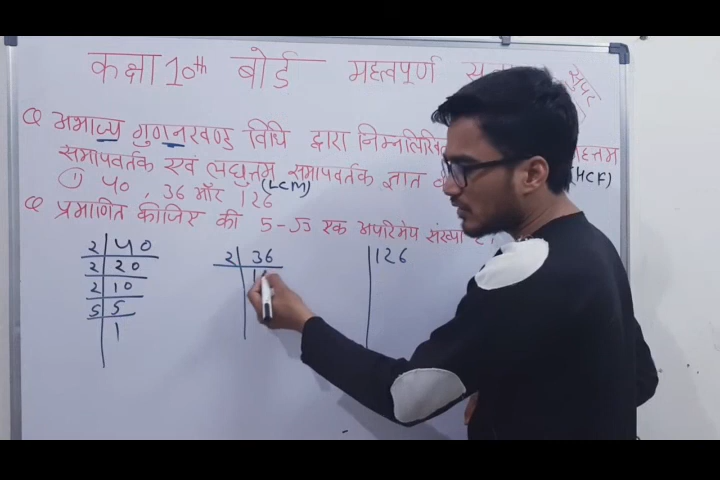 कक्षा 10th बोर्ड महत्वपूर्ण
Q अभाज्य गुणनखण्ड विधि द्वारा निम्नलिखि
समापवर्तक एवं लघुत्तम समापवर्तक ज्ञात
(LCM) (HCF)
① 40 , 36 और 126
Q प्रमाणित कीजिए की 5-√3 एक अपरिमेय संख्या
2 40 2 36 126
2 20 1
2 10
5 5
1